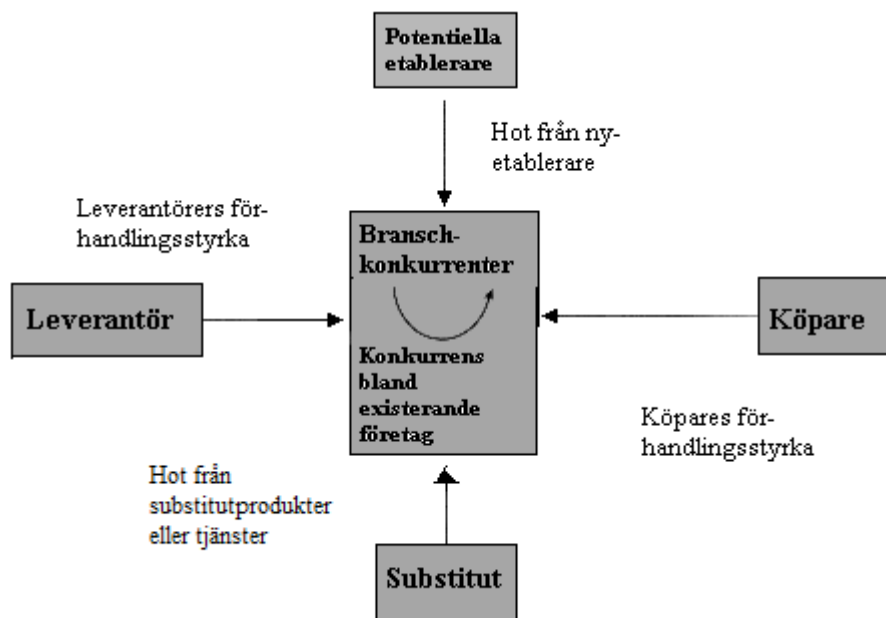 Potentiella
etablerare
Hot från ny-
etablerare
Leverantörers för-
handlingsstyrka
Bransch-
konkurrenter
Leverantör
Köpare
Konkurrens
bland
existerande
företag
Köpares för-
handlingsstyrka
Hot från
substitutprodukter
eller tjänster
Substitut